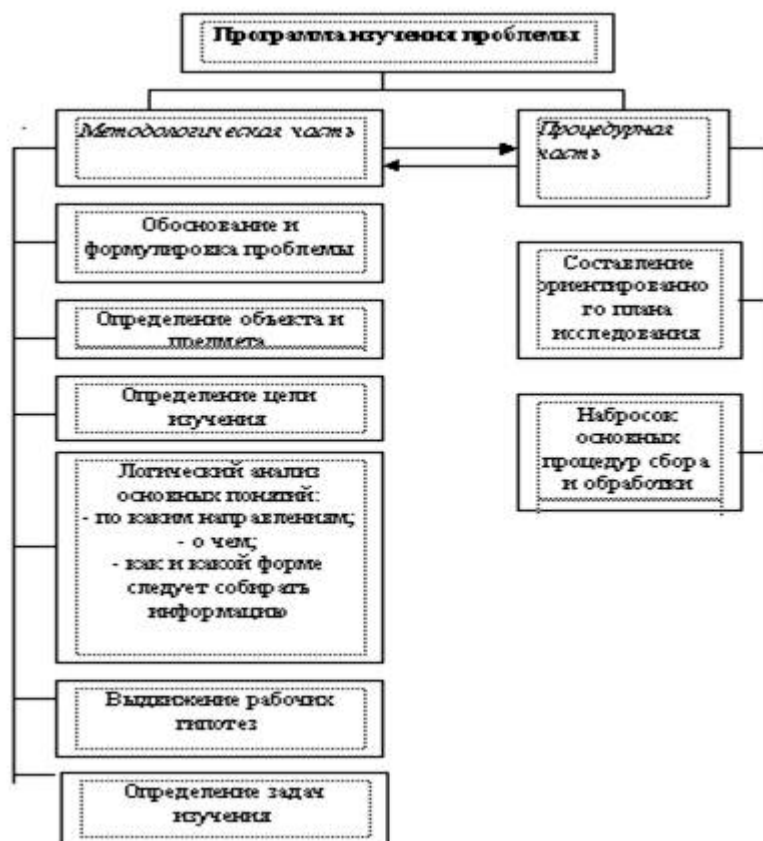 Программа изучения проблемы
Методологическая часть
Процедурная
часть
Обоснование и
формулировка проблемы
Определение объекта и
предмета
Определение цели
изучения
Логический анализ
основных понятий:
- по каким направлениям;
- о чем;
- как и какой форме
следует собирать
информацию
Выдвижение рабочих
гипотез
Определение задач
изучения
Составление
ориентированно
го плана
исследования
Набросок
основных
процедур сбора
и обработки